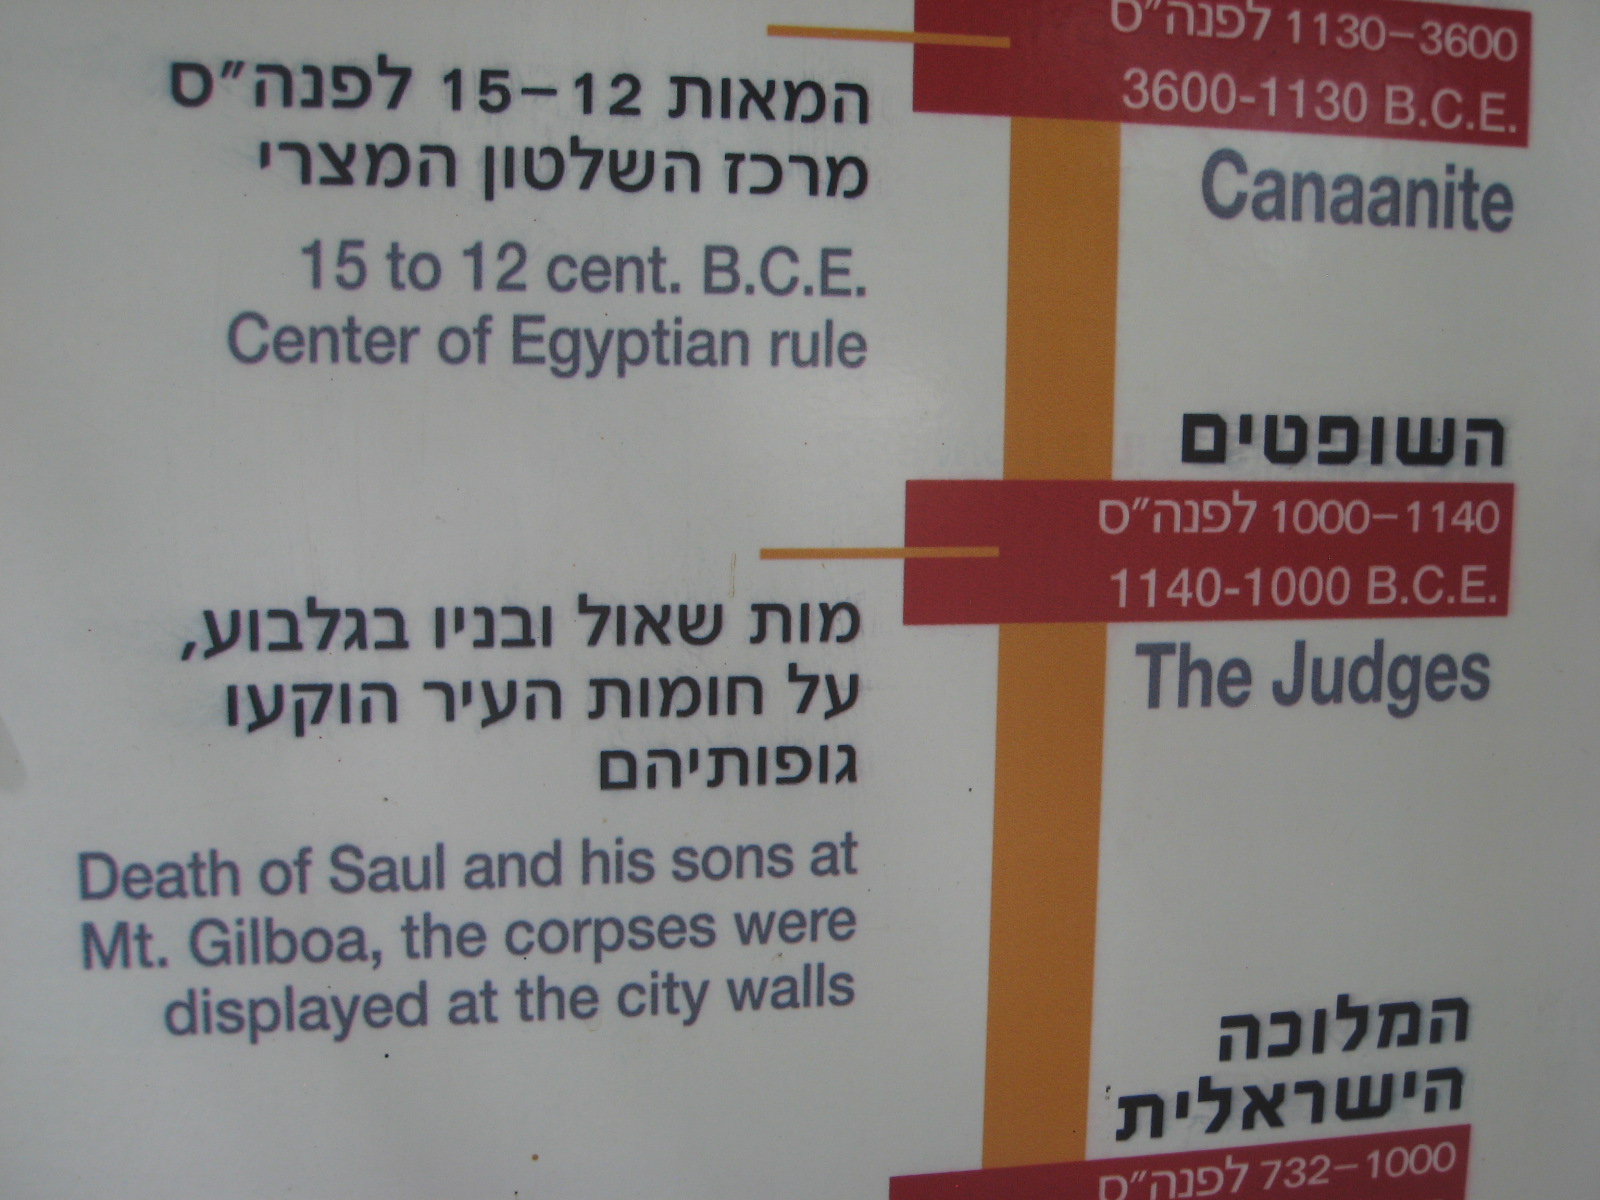 3600–1130 לפנה"ס
3600-1130 B.C.E.
Canaanite
המאות 12–15 לפנה"ס
מרכז השלטון המצרי
15 to 12 cent. B.C.E.
Center of Egyptian rule
השופטים
1140–1000 לפנה"ס
1140-1000 B.C.E.
The Judges
מות שאול ובניו בגלבוע,
על חומות העיר הוקעו
גופותיהם
Death of Saul and his sons at
Mt. Gilboa, the corpses were
displayed at the city walls
המלוכה
הישראלית
1000–732 לפנה"ס